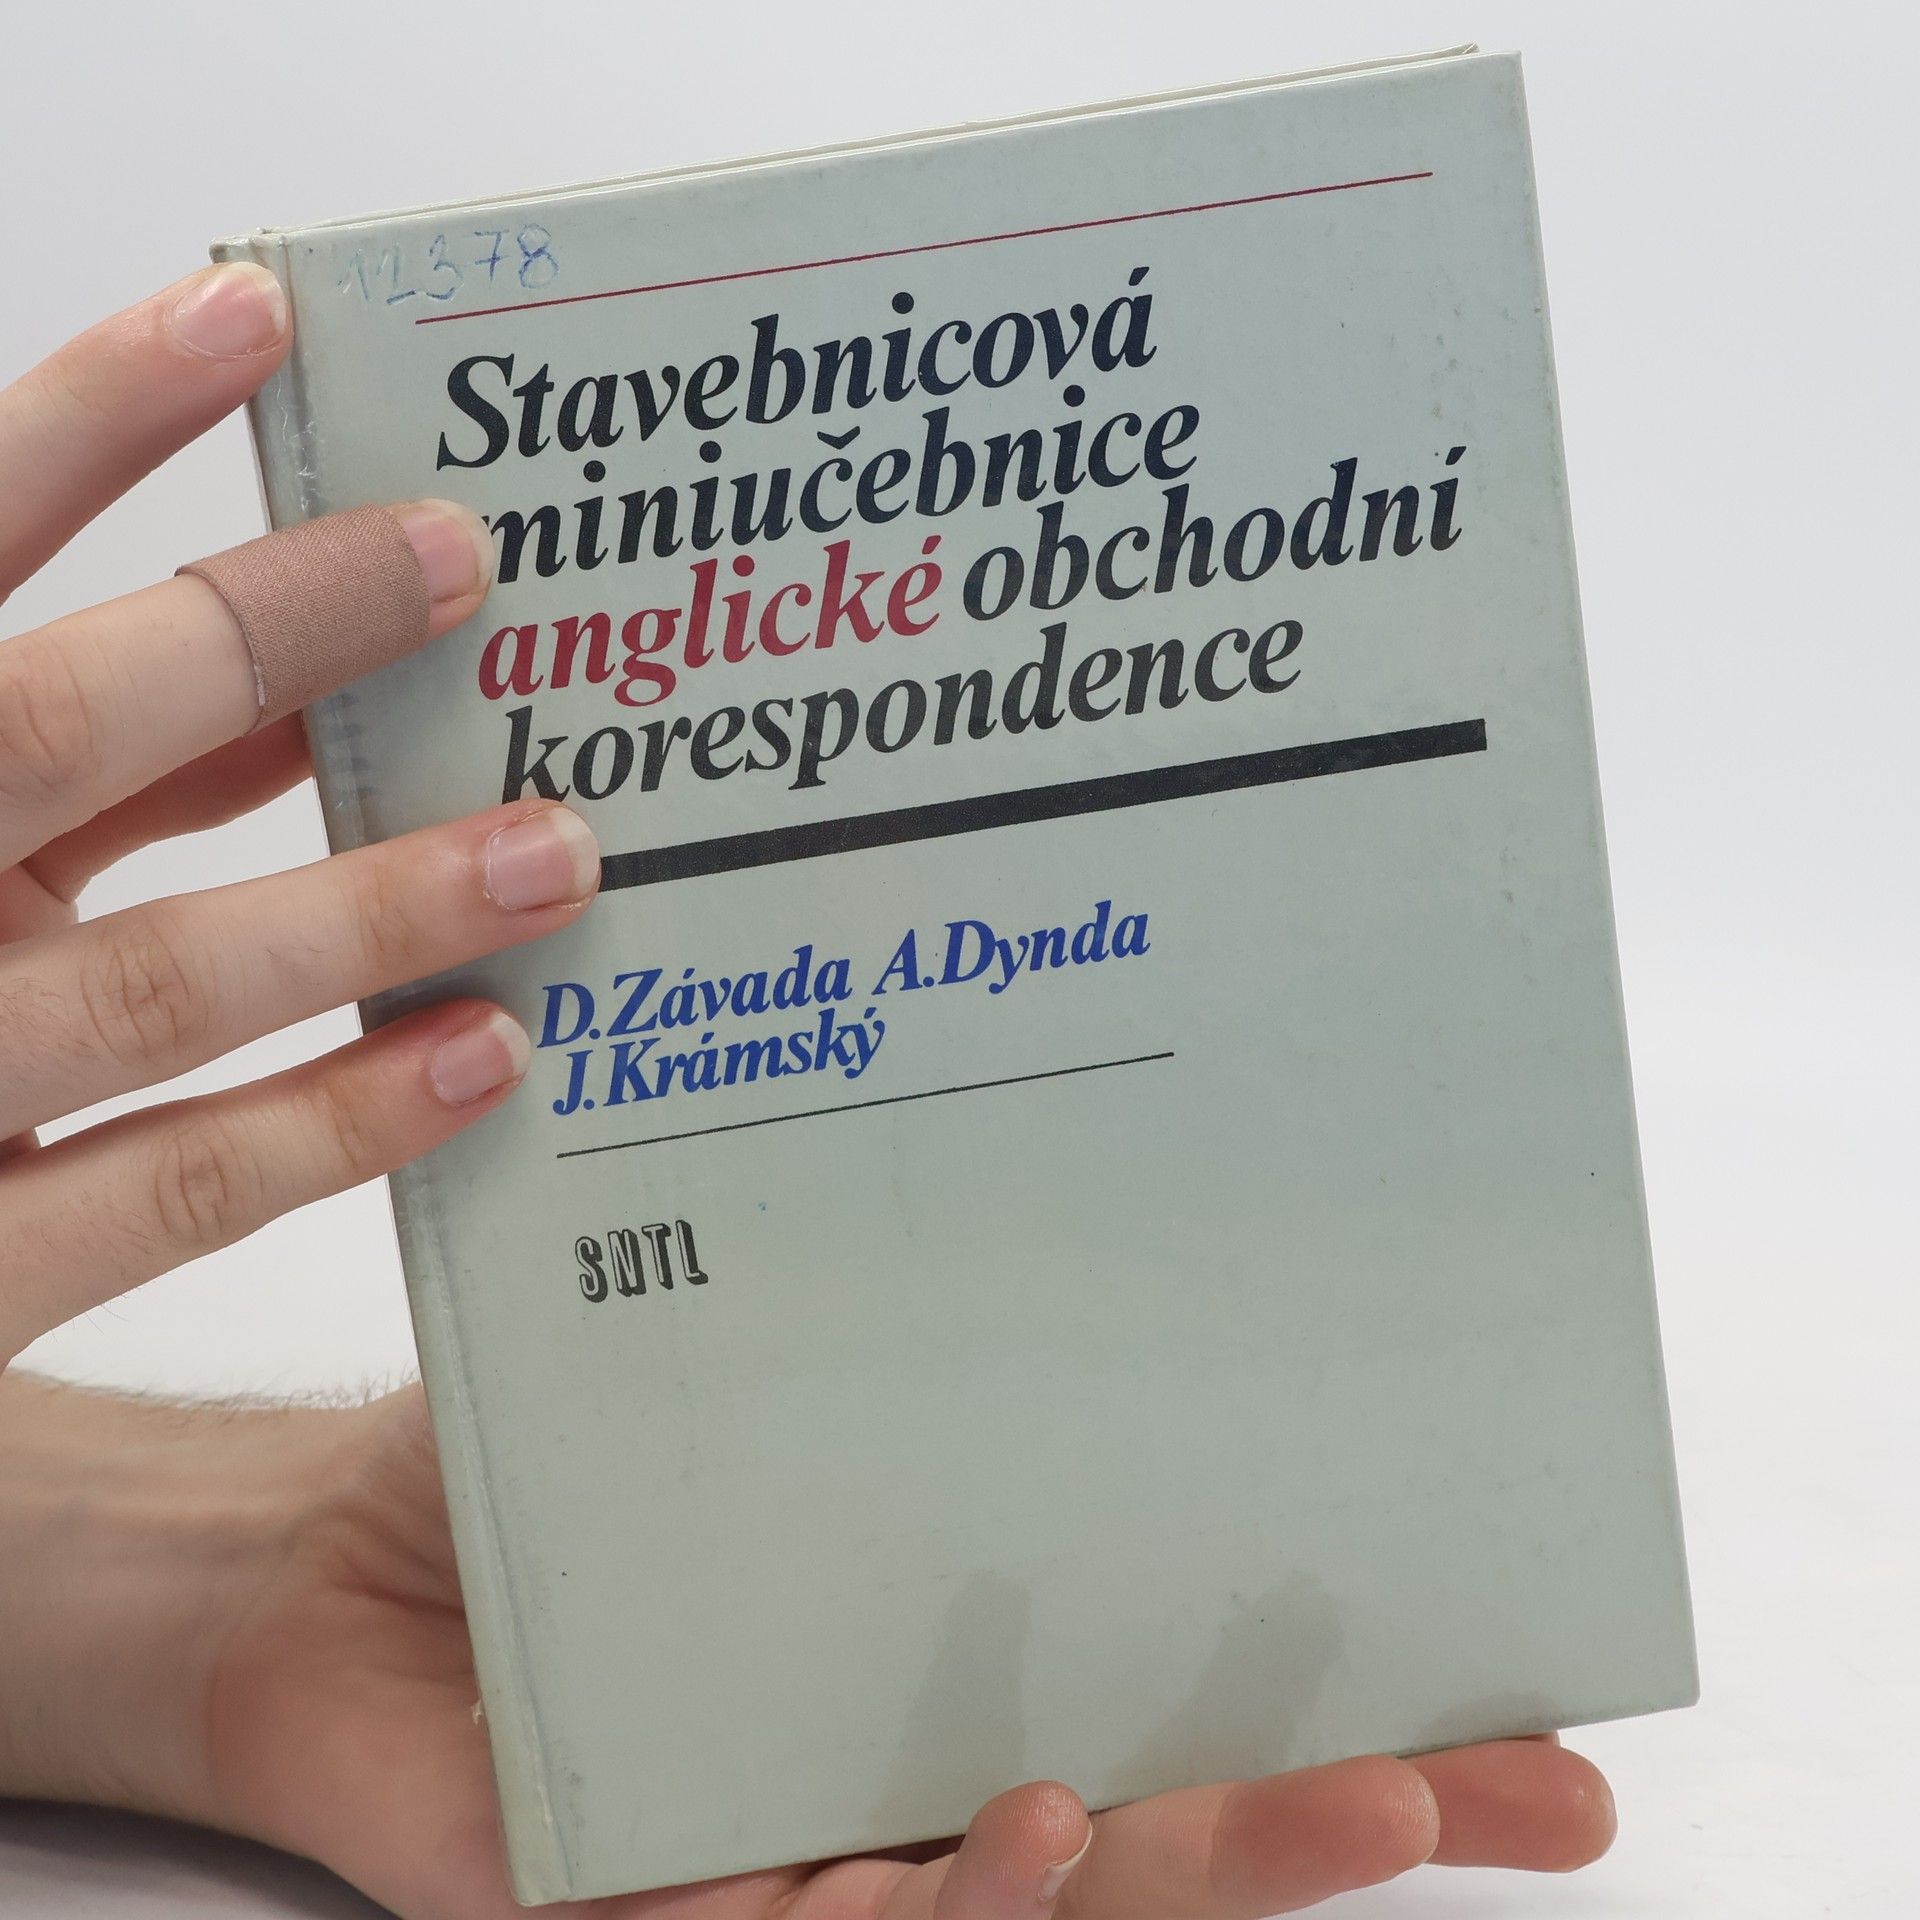 12378
Stavebnicová
miniučebnice
anglické obchodní
korespondence
D. Závada A. Dynda
J. Krámský
SNTL